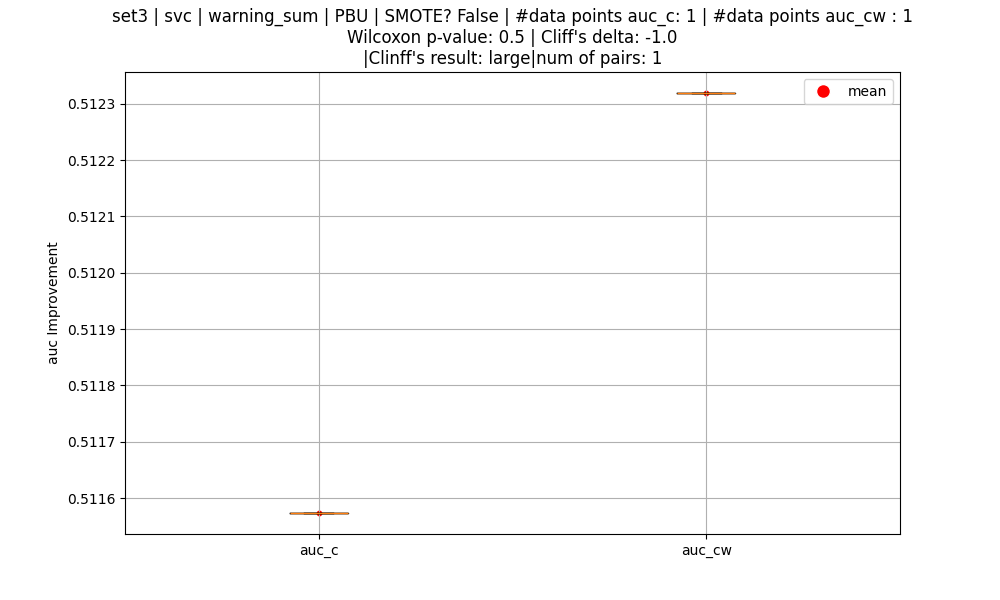 set3 | svc | warning_sum | PBU | SMOTE? False | #data points auc_c: 1 | #data points auc_cw : 1
Wilcoxon p-value: 0.5 | Cliff's delta: -1.0
|Clinff's result: large|num of pairs: 1
mean
0.5123
0.5122
0.5121
0.5120
0.5119
0.5118
0.5117
0.5116
auc Improvement
auc_c
auc_cw